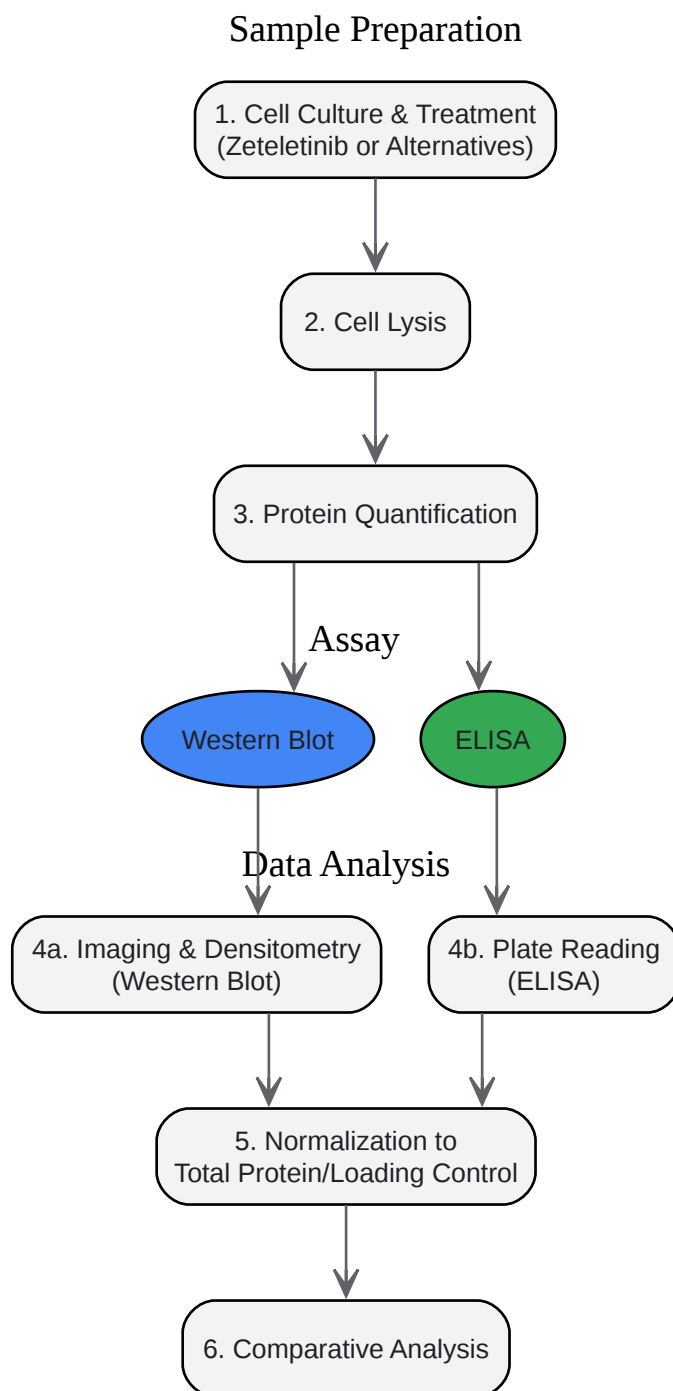 Sample Preparation
1. Cell Culture & Treatment
(Zeteletinib or Alternatives)
2. Cell Lysis
3. Protein Quantification
Assay
Western Blot
ELISA
Data Analysis
4a. Imaging & Densitometry
(Western Blot)
4b. Plate Reading
(ELISA)
5. Normalization to
Total Protein/Loading Control
6. Comparative Analysis